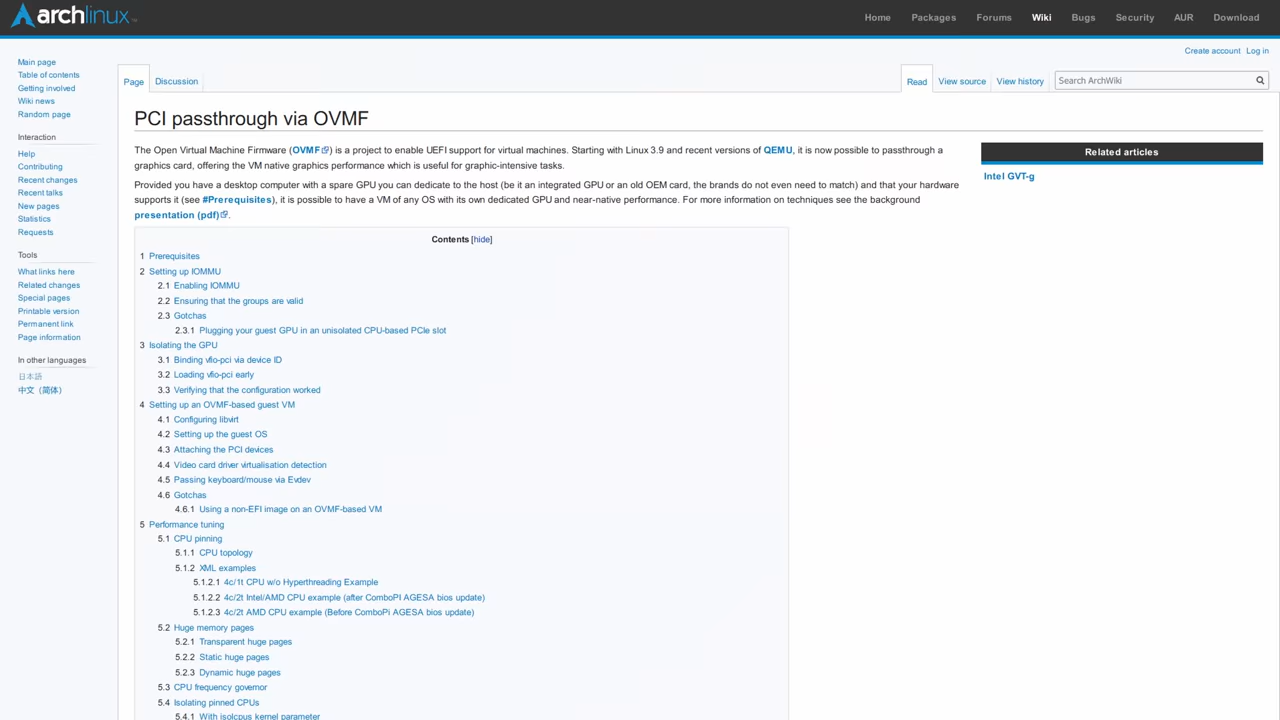 archlinux
Home Packages Forums Wiki Bugs Security AUR Download
Create account Log in
Main page
Table of contents
Getting involved
Wiki news
Random page
Interaction
Help
Contributing
Recent changes
Recent talks
New pages
Statistics
Requests
Tools
What links here
Related changes
Special pages
Printable version
Permanent link
Page information
In other languages
日本語
中文（简体）
Page Discussion
Read View source View history Search ArchWiki
PCI passthrough via OVMF
The Open Virtual Machine Firmware (OVMF) is a project to enable UEFI support for virtual machines. Starting with Linux 3.9 and recent versions of QEMU, it is now possible to passthrough a
graphics card, offering the VM native graphics performance which is useful for graphic-intensive tasks.
Provided you have a desktop computer with a spare GPU you can dedicate to the host (be it an integrated GPU or an old OEM card, the brands do not even need to match) and that your hardware
supports it (see #Prerequisites), it is possible to have a VM of any OS with its own dedicated GPU and near-native performance. For more information on techniques see the background
presentation (pdf).
Related articles
Intel GVT-g
Contents [hide]
1 Prerequisites
2 Setting up IOMMU
2.1 Enabling IOMMU
2.2 Ensuring that the groups are valid
2.3 Gotchas
2.3.1 Plugging your guest GPU in an unisolated CPU-based PCIe slot
3 Isolating the GPU
3.1 Binding vfio-pci via device ID
3.2 Loading vfio-pci early
3.3 Verifying that the configuration worked
4 Setting up an OVMF-based guest VM
4.1 Configuring libvirt
4.2 Setting up the guest OS
4.3 Attaching the PCI devices
4.4 Video card driver virtualisation detection
4.5 Passing keyboard/mouse via Evdev
4.6 Gotchas
4.6.1 Using a non-EFI image on an OVMF-based VM
5 Performance tuning
5.1 CPU pinning
5.1.1 CPU topology
5.1.2 XML examples
5.1.2.1 4c/1t CPU w/o Hyperthreading Example
5.1.2.2 4c/2t Intel/AMD CPU example (after ComboPI AGESA bios update)
5.1.2.3 4c/2t AMD CPU example (Before ComboPi AGESA bios update)
5.2 Huge memory pages
5.2.1 Transparent huge pages
5.2.2 Static huge pages
5.2.3 Dynamic huge pages
5.3 CPU frequency governor
5.4 Isolating pinned CPUs
5.4.1 With isolcpus kernel parameter